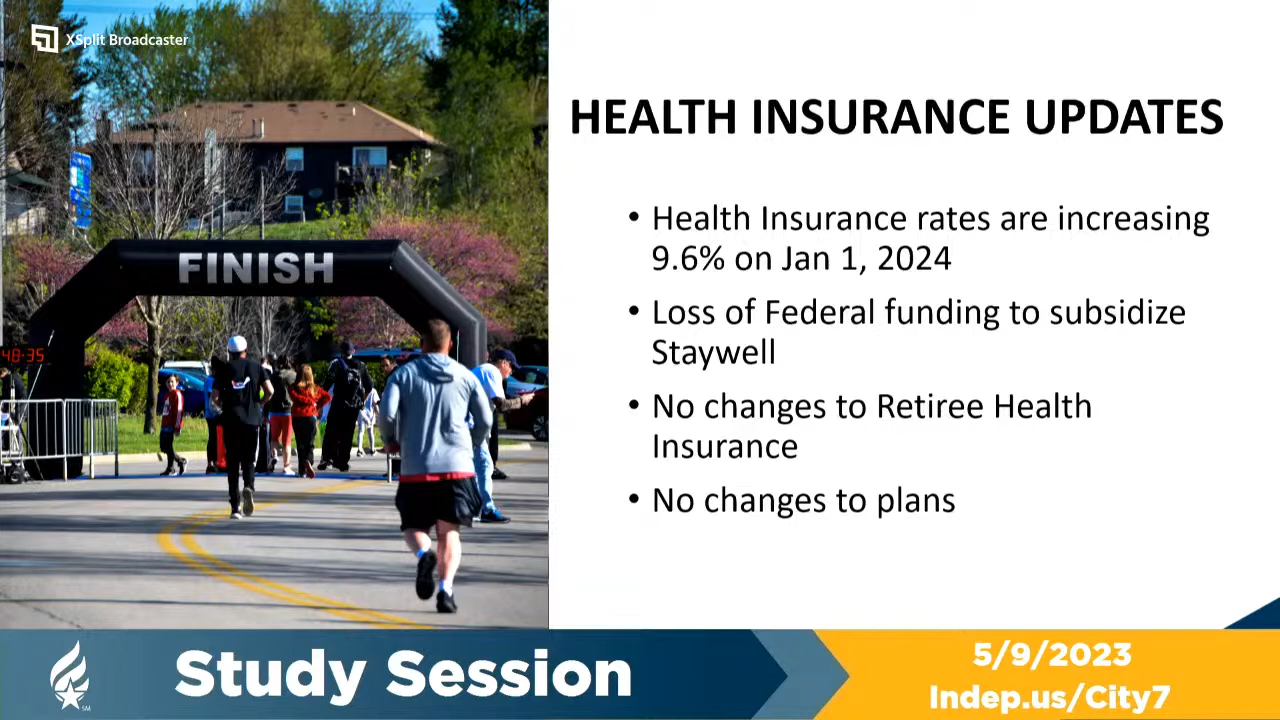 XSplit Broadcaster
HEALTH INSURANCE UPDATES
FINISH
48:35
• Health Insurance rates are increasing
9.6% on Jan 1, 2024
• Loss of Federal funding to subsidize
Staywell
• No changes to Retiree Health
Insurance
• No changes to plans
Study Session
5/9/2023
Indep.us/City7
SM